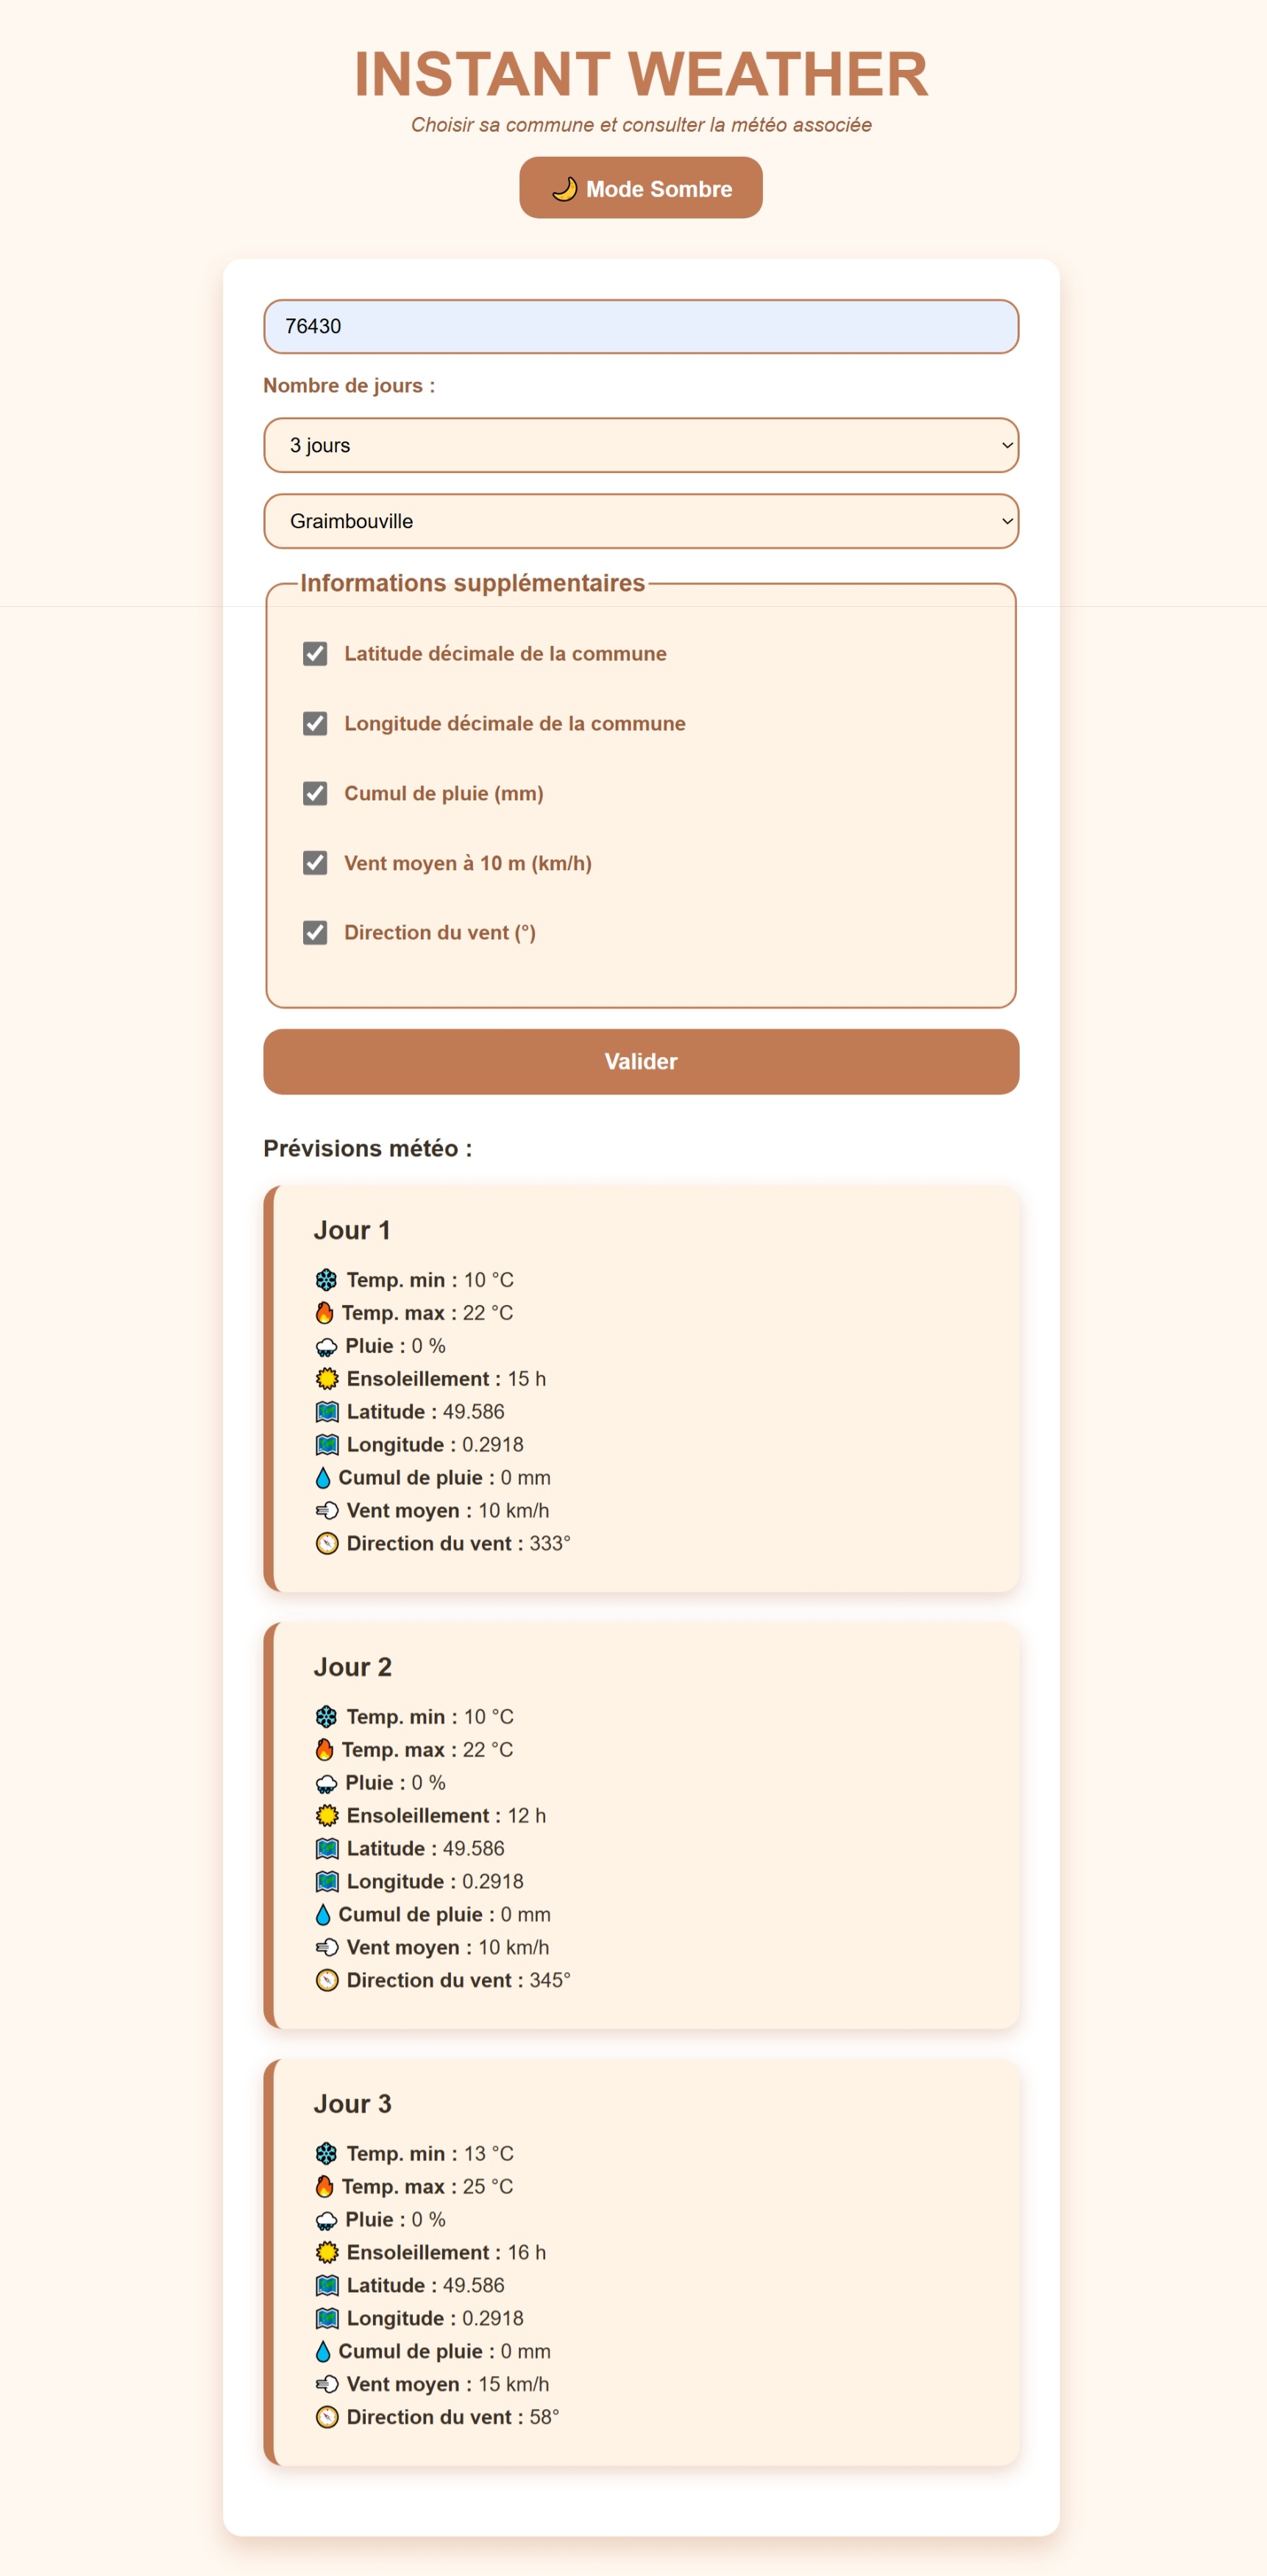 INSTANT WEATHER
Choisir sa commune et consulter la météo associée
🌙 Mode Sombre
76430
Nombre de jours :
3 jours
Graimbouville
Informations supplémentaires
Latitude décimale de la commune
Longitude décimale de la commune
Cumul de pluie (mm)
Vent moyen à 10 m (km/h)
Direction du vent (°)
Valider
Prévisions météo :
Jour 1
Temp. min : 10 °C
Temp. max : 22 °C
Pluie : 0 %
Ensoleillement : 15 h
Latitude : 49.586
Longitude : 0.2918
Cumul de pluie : 0 mm
Vent moyen : 10 km/h
Direction du vent : 333°
Jour 2
Temp. min : 10 °C
Temp. max : 22 °C
Pluie : 0 %
Ensoleillement : 12 h
Latitude : 49.586
Longitude : 0.2918
Cumul de pluie : 0 mm
Vent moyen : 10 km/h
Direction du vent : 345°
Jour 3
Temp. min : 13 °C
Temp. max : 25 °C
Pluie : 0 %
Ensoleillement : 16 h
Latitude : 49.586
Longitude : 0.2918
Cumul de pluie : 0 mm
Vent moyen : 15 km/h
Direction du vent : 58°